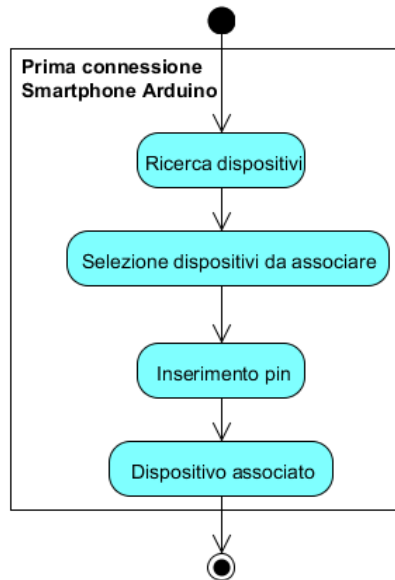 Prima connessione
Smartphone Arduino
Ricerca dispositivi
Selezione dispositivi da associare
Inserimento pin
Dispositivo associato